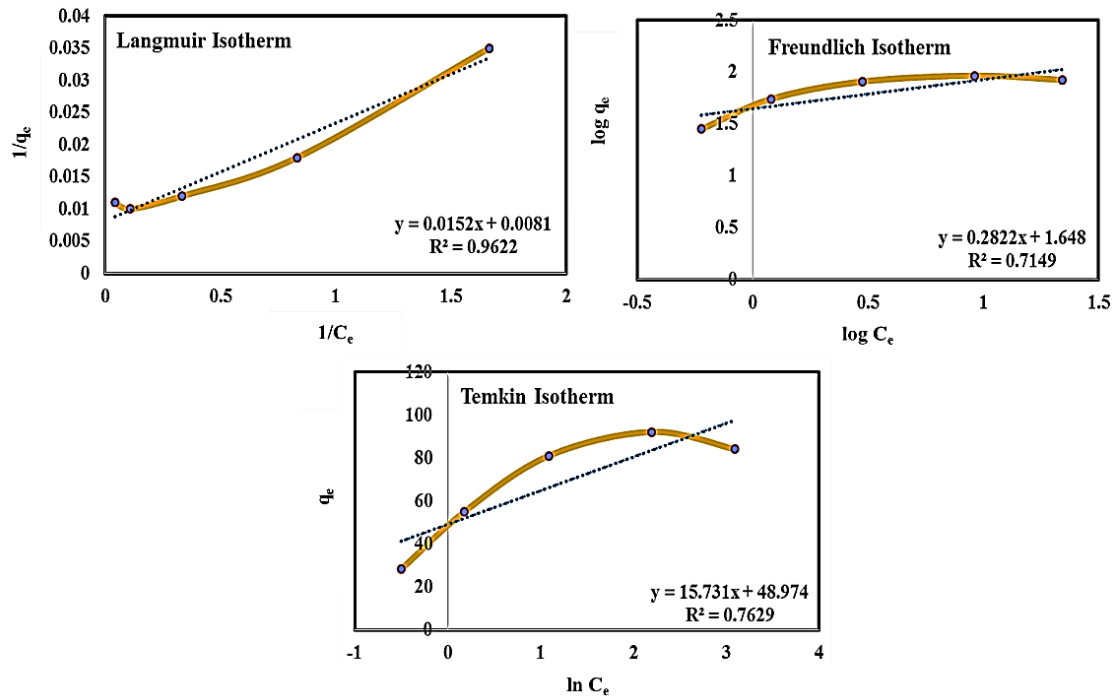 Langmuir Isotherm
1/qe
0.04
0.035
0.03
0.025
0.02
0.015
0.01
0.005
0
y = 0.0152x + 0.0081
R² = 0.9622
0 0.5 1 1.5 2
1/Ce
Freundlich Isotherm
log qe
2.5
2
1.5
1
0.5
0
y = 0.2822x + 1.648
R² = 0.7149
-0.5 0 0.5 1 1.5
log Ce
Temkin Isotherm
qe
120
100
80
60
40
20
0
y = 15.731x + 48.974
R² = 0.7629
-1 0 1 2 3 4
ln Ce